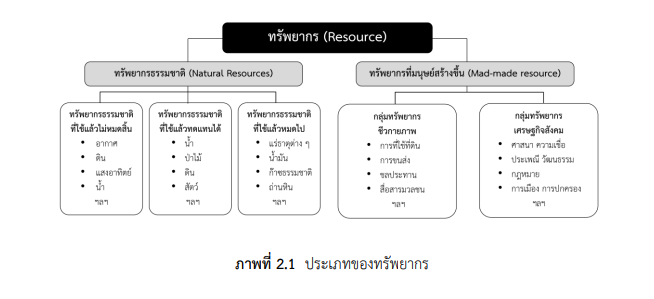 ทรัพยากร (Resource)
ทรัพยากรธรรมชาติ (Natural Resources)
ทรัพยากรที่มนุษย์สร้างขึ้น (Mad-made resource)
ทรัพยากรธรรมชาติ
ที่ใช้แล้วไม่หมดสิ้น
• อากาศ
• ดิน
• แสงอาทิตย์
• น้ำ
ฯลฯ
ทรัพยากรธรรมชาติ
ที่ใช้แล้วทดแทนได้
• น้ำ
• ป่าไม้
• ดิน
• สัตว์
ฯลฯ
ทรัพยากรธรรมชาติ
ที่ใช้แล้วหมดไป
• แร่ธาตุต่าง ๆ
• น้ำมัน
• ก๊าซธรรมชาติ
• ถ่านหิน
ฯลฯ
กลุ่มทรัพยากร
ชีวกายภาพ
• การที่ใช้ที่ดิน
• การขนส่ง
• ชลประทาน
• สื่อสารมวลชน
ฯลฯ
กลุ่มทรัพยากร
เศรษฐกิจสังคม
• ศาสนา ความเชื่อ
• ประเพณี วัฒนธรรม
• กฎหมาย
• การเมือง การปกครอง
ฯลฯ
ภาพที่ 2.1 ประเภทของทรัพยากร